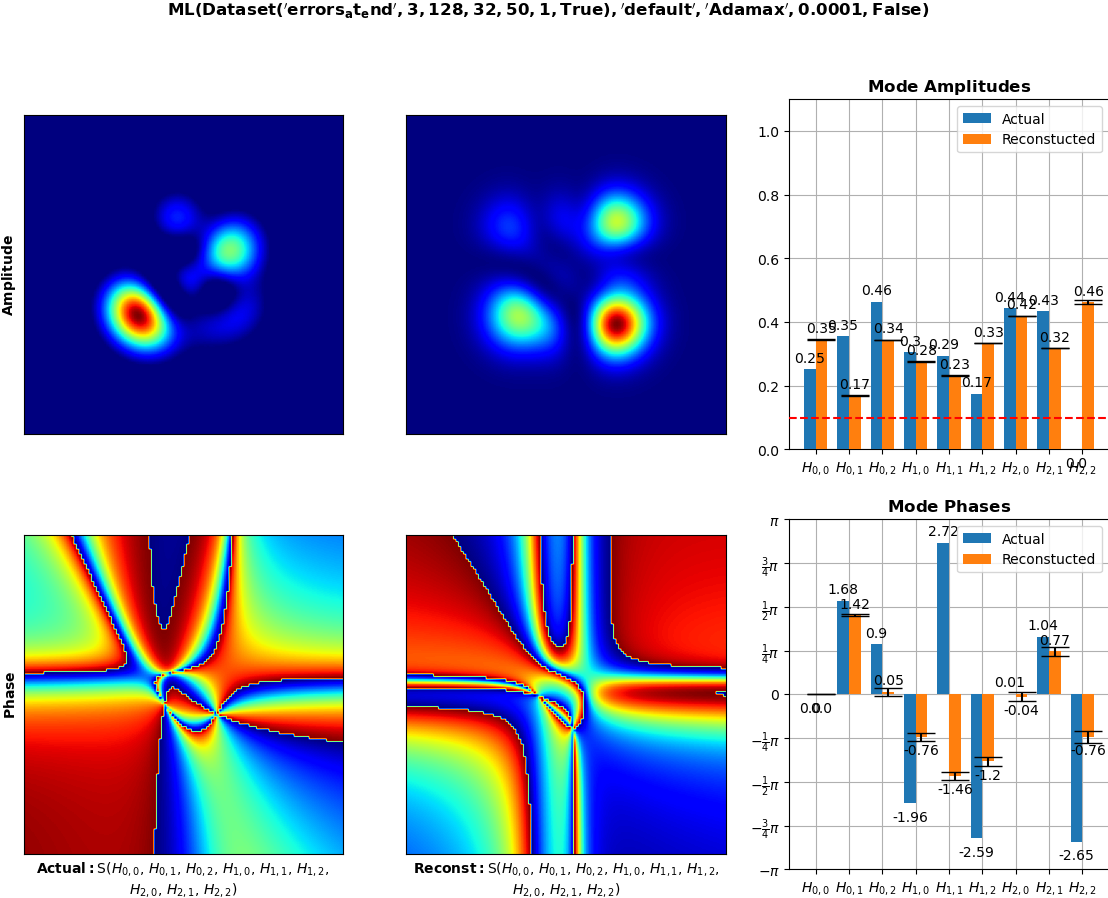 ML(Dataset(′errors_at_end′, 3, 128, 32, 50, 1, True), ′default′, ′Adamax′, 0.0001, False)
Amplitude
Mode Amplitudes
Actual
Reconstucted
1.0
0.8
0.6
0.4
0.2
0.0
0.25
0.35
0.35
0.17
0.46
0.34
0.3
0.28
0.29
0.23
0.17
0.33
0.44
0.42
0.43
0.32
0.0
0.46
H0,0 H0,1 H0,2 H1,0 H1,1 H1,2 H2,0 H2,1 H2,2
Phase
Mode Phases
Actual
Reconstucted
π
3/4π
1/2π
1/4π
0
−1/4π
−1/2π
−3/4π
−π
0.0
0.0
1.68
1.42
0.9
0.05
-1.96
-0.76
2.72
-1.46
-2.59
-1.2
0.01
-0.04
1.04
0.77
-2.65
-0.76
H0,0 H0,1 H0,2 H1,0 H1,1 H1,2 H2,0 H2,1 H2,2
Actual: S(H0,0, H0,1, H0,2, H1,0, H1,1, H1,2,
H2,0, H2,1, H2,2)
Reconst: S(H0,0, H0,1, H0,2, H1,0, H1,1, H1,2,
H2,0, H2,1, H2,2)